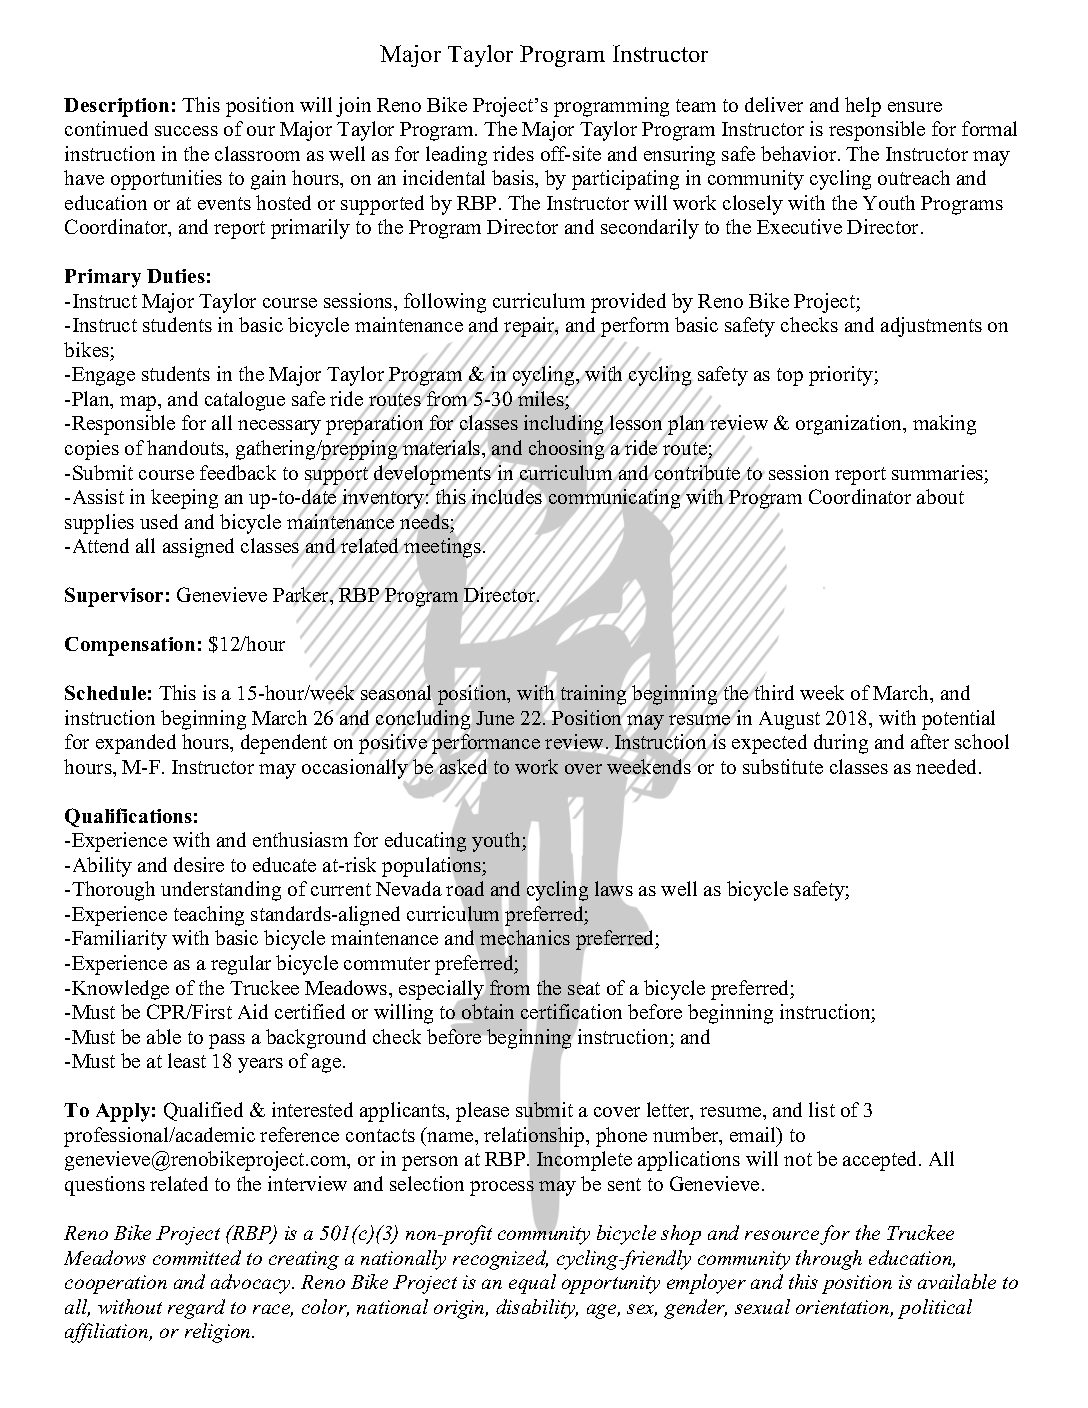 Major Taylor Program Instructor
Description: This position will join Reno Bike Project’s programming team to deliver and help ensure
continued success of our Major Taylor Program. The Major Taylor Program Instructor is responsible for formal
instruction in the classroom as well as for leading rides off-site and ensuring safe behavior. The Instructor may
have opportunities to gain hours, on an incidental basis, by participating in community cycling outreach and
education or at events hosted or supported by RBP. The Instructor will work closely with the Youth Programs
Coordinator, and report primarily to the Program Director and secondarily to the Executive Director.
Primary Duties:
-Instruct Major Taylor course sessions, following curriculum provided by Reno Bike Project;
-Instruct students in basic bicycle maintenance and repair, and perform basic safety checks and adjustments on
bikes;
-Engage students in the Major Taylor Program & in cycling, with cycling safety as top priority;
-Plan, map, and catalogue safe ride routes from 5-30 miles;
-Responsible for all necessary preparation for classes including lesson plan review & organization, making
copies of handouts, gathering/prepping materials, and choosing a ride route;
-Submit course feedback to support developments in curriculum and contribute to session report summaries;
-Assist in keeping an up-to-date inventory: this includes communicating with Program Coordinator about
supplies used and bicycle maintenance needs;
-Attend all assigned classes and related meetings.
Supervisor: Genevieve Parker, RBP Program Director.
Compensation: $12/hour
Schedule: This is a 15-hour/week seasonal position, with training beginning the third week of March, and
instruction beginning March 26 and concluding June 22. Position may resume in August 2018, with potential
for expanded hours, dependent on positive performance review. Instruction is expected during and after school
hours, M-F. Instructor may occasionally be asked to work over weekends or to substitute classes as needed.
Qualifications:
-Experience with and enthusiasm for educating youth;
-Ability and desire to educate at-risk populations;
-Thorough understanding of current Nevada road and cycling laws as well as bicycle safety;
-Experience teaching standards-aligned curriculum preferred;
-Familiarity with basic bicycle maintenance and mechanics preferred;
-Experience as a regular bicycle commuter preferred;
-Knowledge of the Truckee Meadows, especially from the seat of a bicycle preferred;
-Must be CPR/First Aid certified or willing to obtain certification before beginning instruction;
-Must be able to pass a background check before beginning instruction; and
-Must be at least 18 years of age.
To Apply: Qualified & interested applicants, please submit a cover letter, resume, and list of 3
professional/academic reference contacts (name, relationship, phone number, email) to
genevieve@renobikeproject.com, or in person at RBP. Incomplete applications will not be accepted. All
questions related to the interview and selection process may be sent to Genevieve.
Reno Bike Project (RBP) is a 501(c)(3) non-profit community bicycle shop and resource for the Truckee
Meadows committed to creating a nationally recognized, cycling-friendly community through education,
cooperation and advocacy. Reno Bike Project is an equal opportunity employer and this position is available to
all, without regard to race, color, national origin, disability, age, sex, gender, sexual orientation, political
affiliation, or religion.